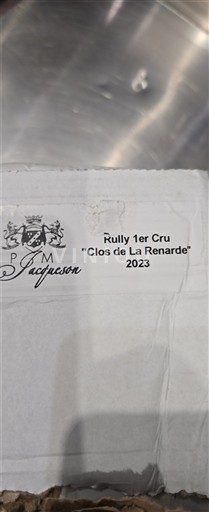 P M
Jacqueson
Rully 1er Cru
"Clos de La Renarde"
2023